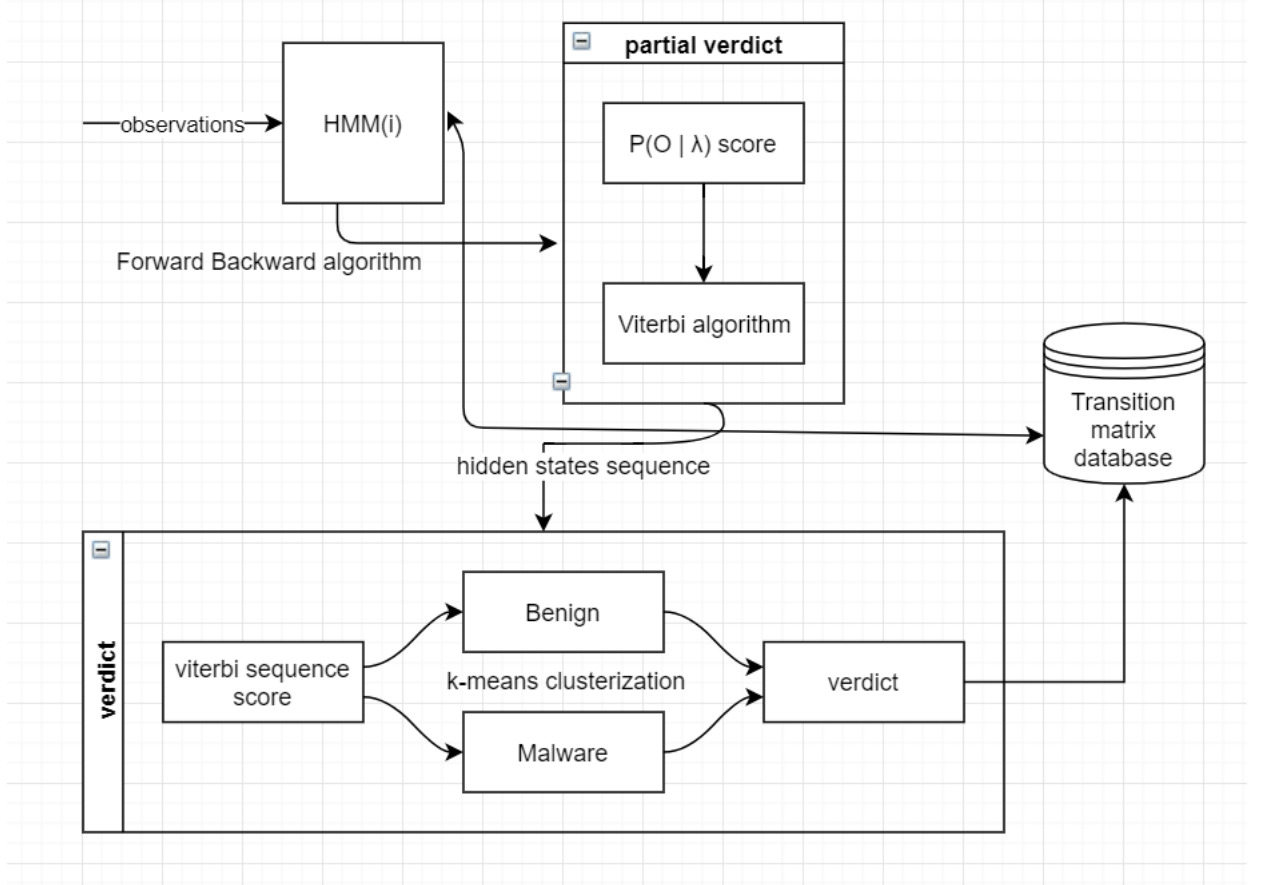 partial verdict
observations
HMM(i)
P(O | λ) score
Forward Backward algorithm
Viterbi algorithm
Transition
matrix
database
hidden states sequence
verdict
Benign
viterbi sequence
score
k-means clusterization
verdict
Malware